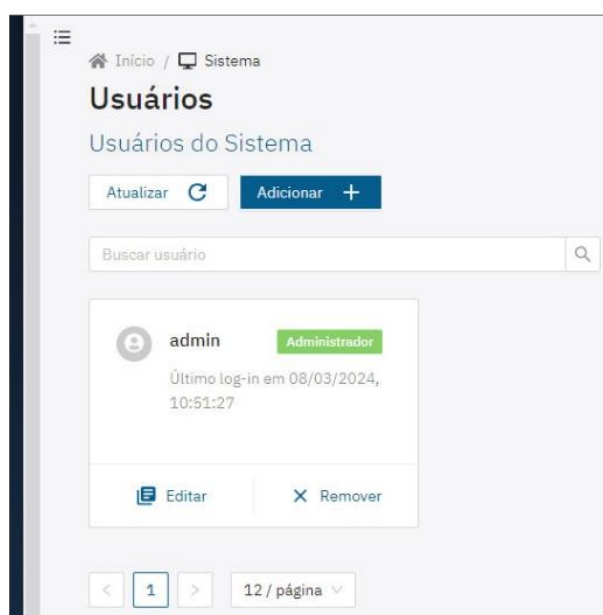 Início / Sistema
Usuários
Usuários do Sistema
Atualizar Adicionar
Buscar usuário
admin Administrador
Último log-in em 08/03/2024,
10:51:27
Editar Remover
< 1 > 12 / página